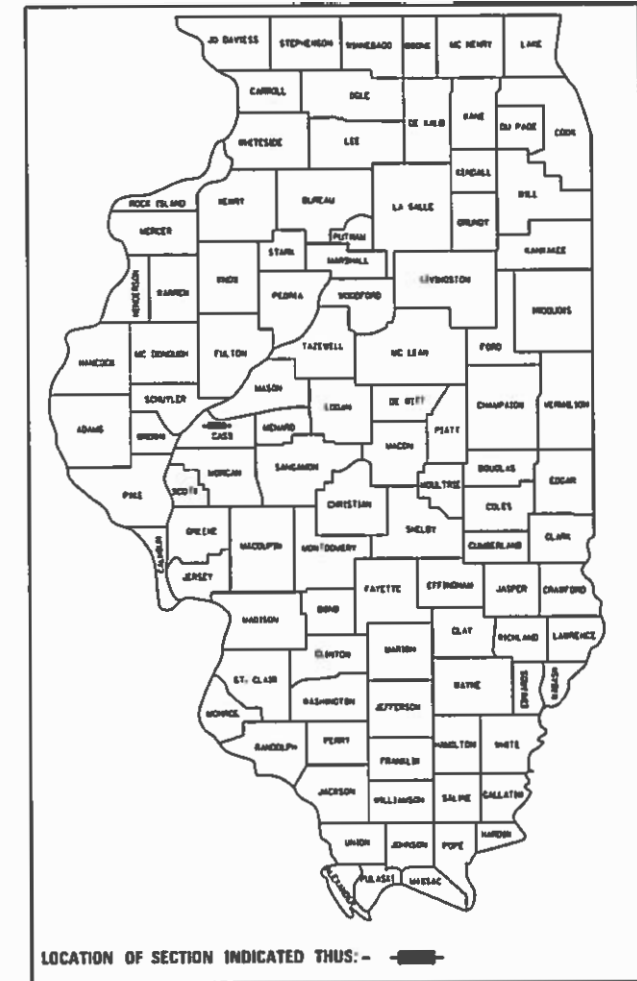 JO DAVIESS STEPHENSON WINNEBAGO BOONE MC HENRY LAKE
CARROLL OGLE DE KALB KANE DU PAGE COOK
WHITESIDE LEE
KENDALL WILL
ROCK ISLAND HENRY BUREAU LA SALLE GRUNDY
MERCER PUTNAM KANKAKEE
STARK MARSHALL
HENDERSON WARREN KNOX PEORIA WOODFORD LIVINGSTON IROQUOIS
HANCOCK MC DONOUGH FULTON TAZEWELL MC LEAN FORD
SCHUYLER MASON LOGAN DE WITT CHAMPAIGN VERMILION
ADAMS BROWN CASS MENARD MACON PIATT
PIKE SCOTT MORGAN SANGAMON MOULTRIE DOUGLAS EDGAR
CHRISTIAN COLES
CALHOUN GREENE MACOUPIN MONTGOMERY SHELBY CUMBERLAND CLARK
JERSEY FAYETTE EFFINGHAM JASPER CRAWFORD
MADISON BOND CLAY RICHLAND LAWRENCE
CLINTON MARION
ST. CLAIR WAYNE EDWARDS WABASH
MONROE WASHINGTON JEFFERSON
RANDOLPH PERRY HAMILTON WHITE
FRANKLIN
JACKSON WILLIAMSON SALINE GALLATIN
UNION JOHNSON POPE HARDIN
ALEXANDER PULASKI MASSAC
LOCATION OF SECTION INDICATED THUS:-